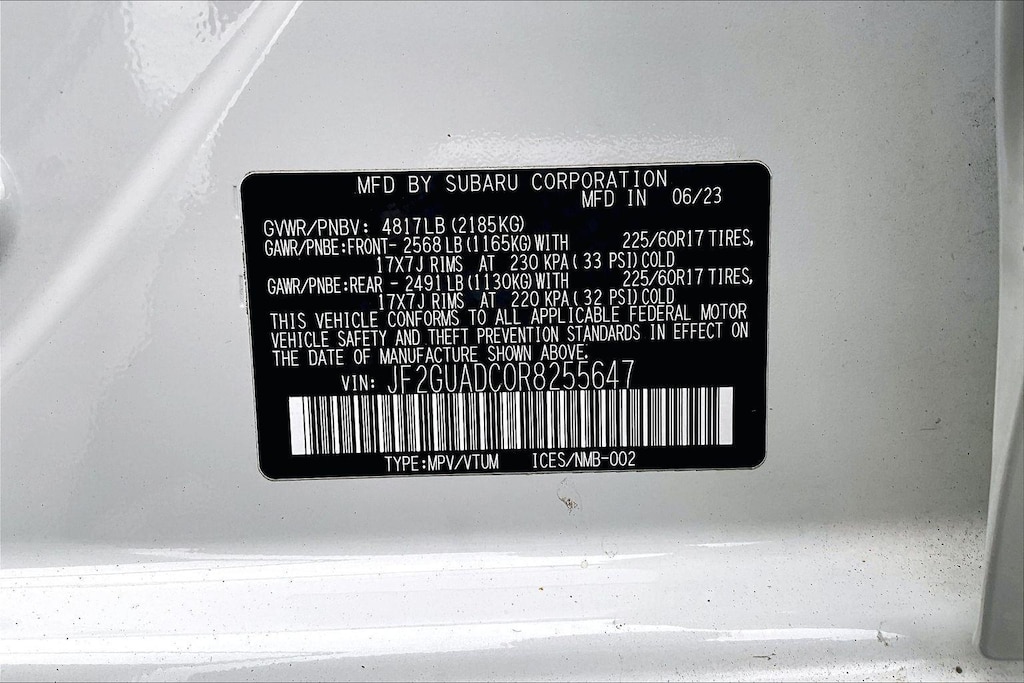 MFD BY SUBARU CORPORATION
MFD IN 06/23
GVWR/PNBV: 4817LB (2185KG)
GAWR/PNBE:FRONT- 2568 LB (1165KG) WITH 225/60R17 TIRES,
17X7J RIMS AT 230 KPA ( 33 PSI) COLD
GAWR/PNBE:REAR - 2491 LB (1130KG) WITH 225/60R17 TIRES,
17X7J RIMS AT 220 KPA ( 32 PSI) COLD
THIS VEHICLE CONFORMS TO ALL APPLICABLE FEDERAL MOTOR
VEHICLE SAFETY AND THEFT PREVENTION STANDARDS IN EFFECT ON
THE DATE OF MANUFACTURE SHOWN ABOVE.
VIN: JF2GUADC0R8255647
TYPE:MPV/VTUM ICES/NMB-002